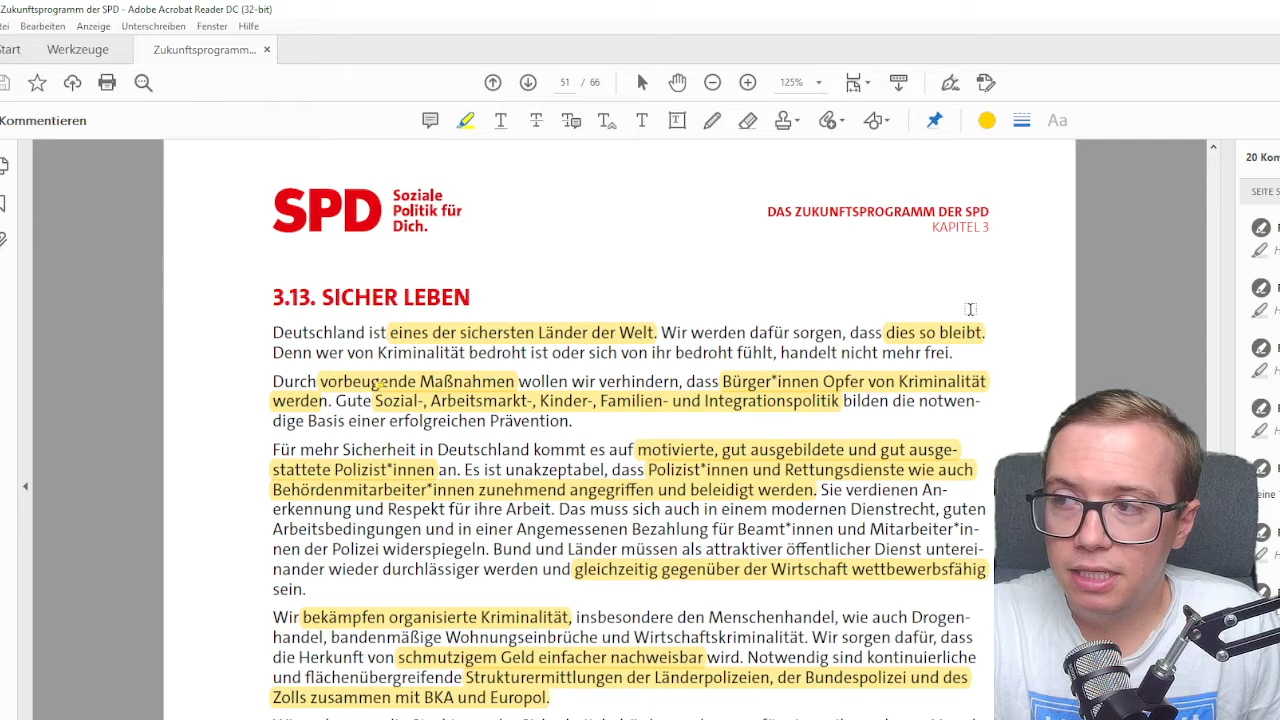 Zukunftsprogramm der SPD - Adobe Acrobat Reader DC (32-bit)
Bearbeiten Anzeige Unterschreiben Fenster Hilfe
Werkzeuge Zukunftsprogramm... ×
51 / 66 125%
Kommentieren
Aa
SPD Soziale
Politik für
Dich.
DAS ZUKUNFTSPROGRAMM DER SPD
KAPITEL 3
20
3.13. SICHER LEBEN
Deutschland ist eines der sichersten Länder der Welt. Wir werden dafür sorgen, dass dies so bleibt.
Denn wer von Kriminalität bedroht ist oder sich von ihr bedroht fühlt, handelt nicht mehr frei.
Durch vorbeugende Maßnahmen wollen wir verhindern, dass Bürger*innen Opfer von Kriminalität
werden. Gute Sozial-, Arbeitsmarkt-, Kinder-, Familien- und Integrationspolitik bilden die notwen-
dige Basis einer erfolgreichen Prävention.
Für mehr Sicherheit in Deutschland kommt es auf motivierte, gut ausgebildete und gut ausge-
stattete Polizist*innen an. Es ist unakzeptabel, dass Polizist*innen und Rettungsdienste wie auch
Behördenmitarbeiter*innen zunehmend angegriffen und beleidigt werden. Sie verdienen An-
erkennung und Respekt für ihre Arbeit. Das muss sich auch in einem modernen Dienstrecht, guten
Arbeitsbedingungen und in einer Angemessenen Bezahlung für Beamt*innen und Mitarbeiter*in-
nen der Polizei widerspiegeln. Bund und Länder müssen als attraktiver öffentlicher Dienst unterei-
nander wieder durchlässiger werden und gleichzeitig gegenüber der Wirtschaft wettbewerbsfähig
sein.
Wir bekämpfen organisierte Kriminalität, insbesondere den Menschenhandel, wie auch Drogen-
handel, bandenmäßige Wohnungseinbrüche und Wirtschaftskriminalität. Wir sorgen dafür, dass
die Herkunft von schmutzigem Geld einfacher nachweisbar wird. Notwendig sind kontinuierliche
und flächenübergreifende Strukturermittlungen der Länderpolizeien, der Bundespolizei und des
Zolls zusammen mit BKA und Europol.